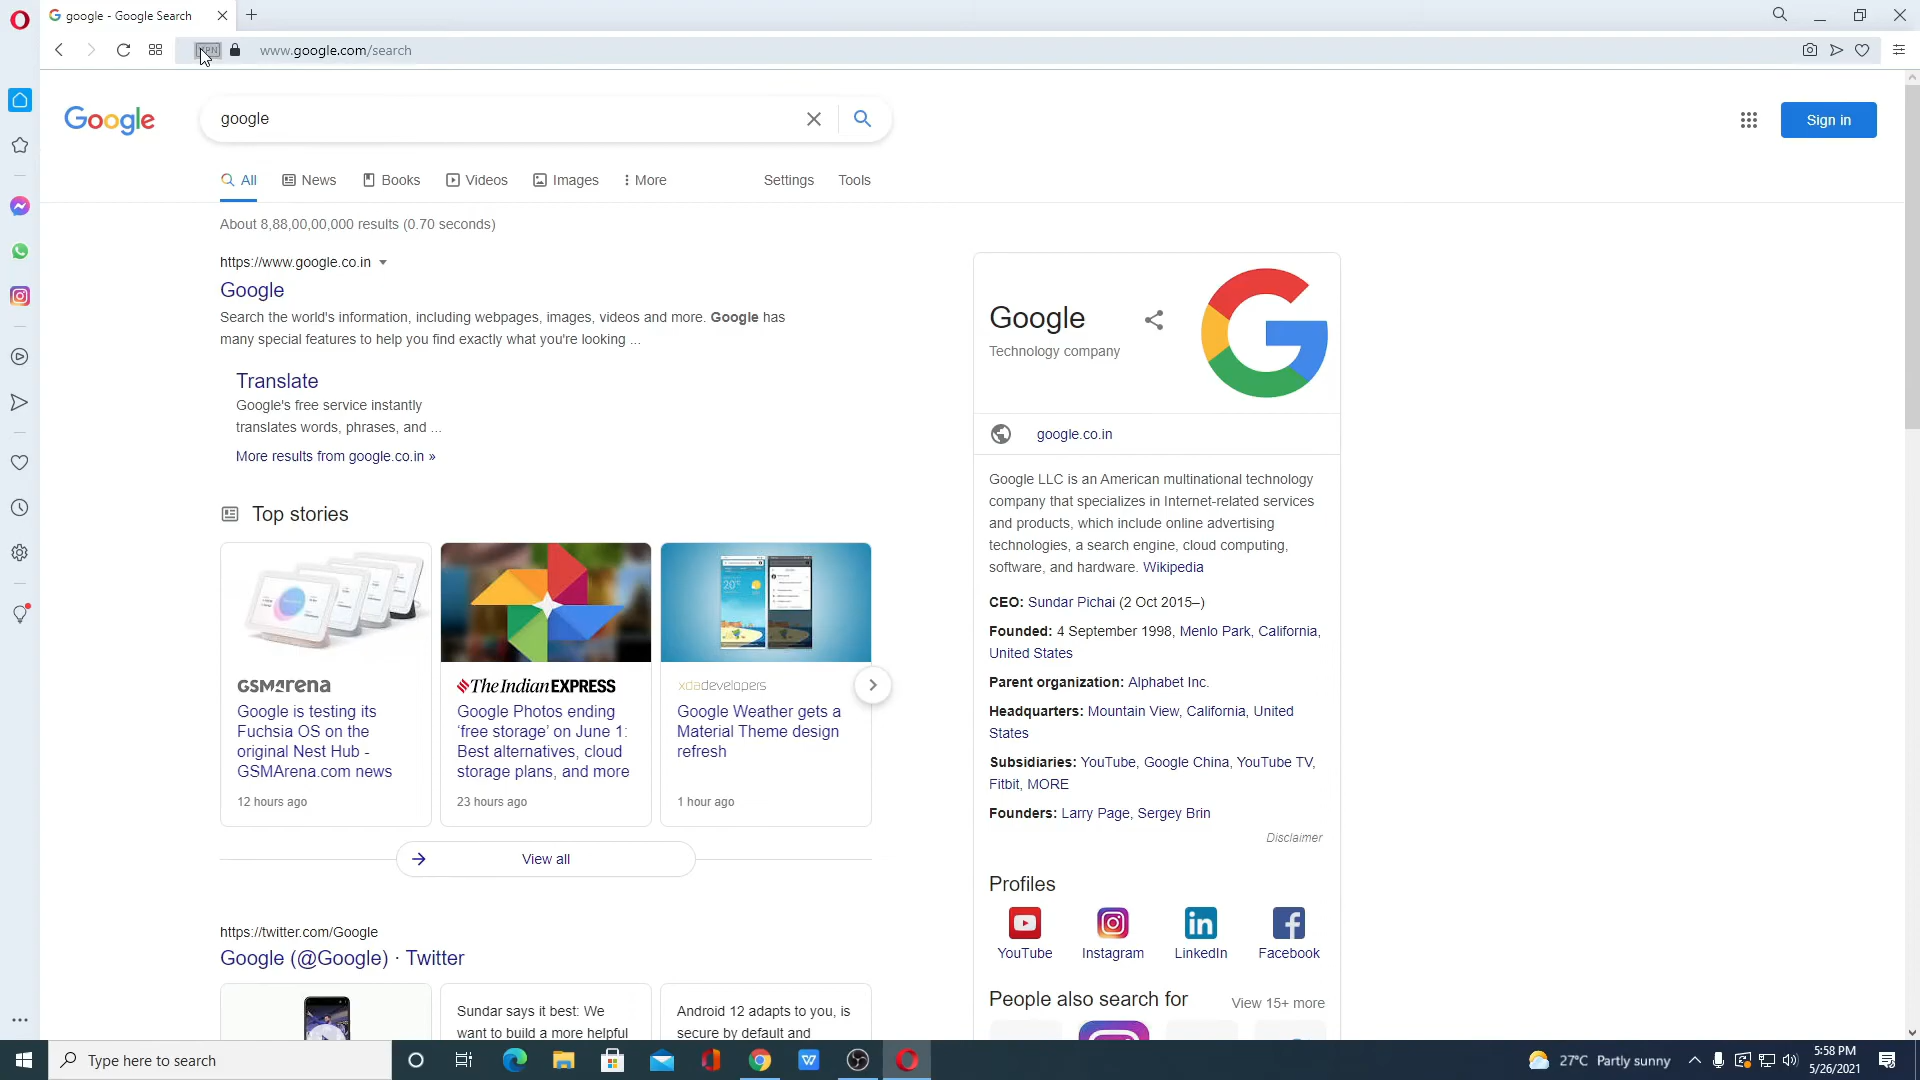 google - Google Search
www.google.com/search
Google
google
Sign in
All
News
Books
Videos
Images
More
Settings
Tools
About 8,88,00,00,000 results (0.70 seconds)
https://www.google.co.in
Google
Search the world's information, including webpages, images, videos and more. Google has
many special features to help you find exactly what you're looking ...
Translate
Google's free service instantly
translates words, phrases, and ...
More results from google.co.in »
Top stories
GSMArena
Google is testing its
Fuchsia OS on the
original Nest Hub -
GSMArena.com news
12 hours ago
The Indian EXPRESS
Google Photos ending
‘free storage’ on June 1:
Best alternatives, cloud
storage plans, and more
23 hours ago
xdadevelopers
Google Weather gets a
Material Theme design
refresh
1 hour ago
View all
https://twitter.com/Google
Google (@Google) · Twitter
Sundar says it best: We
want to build a more helpful
Android 12 adapts to you, is
secure by default and
Google
Technology company
google.co.in
Google LLC is an American multinational technology
company that specializes in Internet-related services
and products, which include online advertising
technologies, a search engine, cloud computing,
software, and hardware. Wikipedia
CEO: Sundar Pichai (2 Oct 2015–)
Founded: 4 September 1998, Menlo Park, California,
United States
Parent organization: Alphabet Inc.
Headquarters: Mountain View, California, United
States
Subsidiaries: YouTube, Google China, YouTube TV,
Fitbit, MORE
Founders: Larry Page, Sergey Brin
Disclaimer
Profiles
YouTube
Instagram
LinkedIn
Facebook
People also search for
View 15+ more
Type here to search
27°C Partly sunny
5:58 PM
5/26/2021